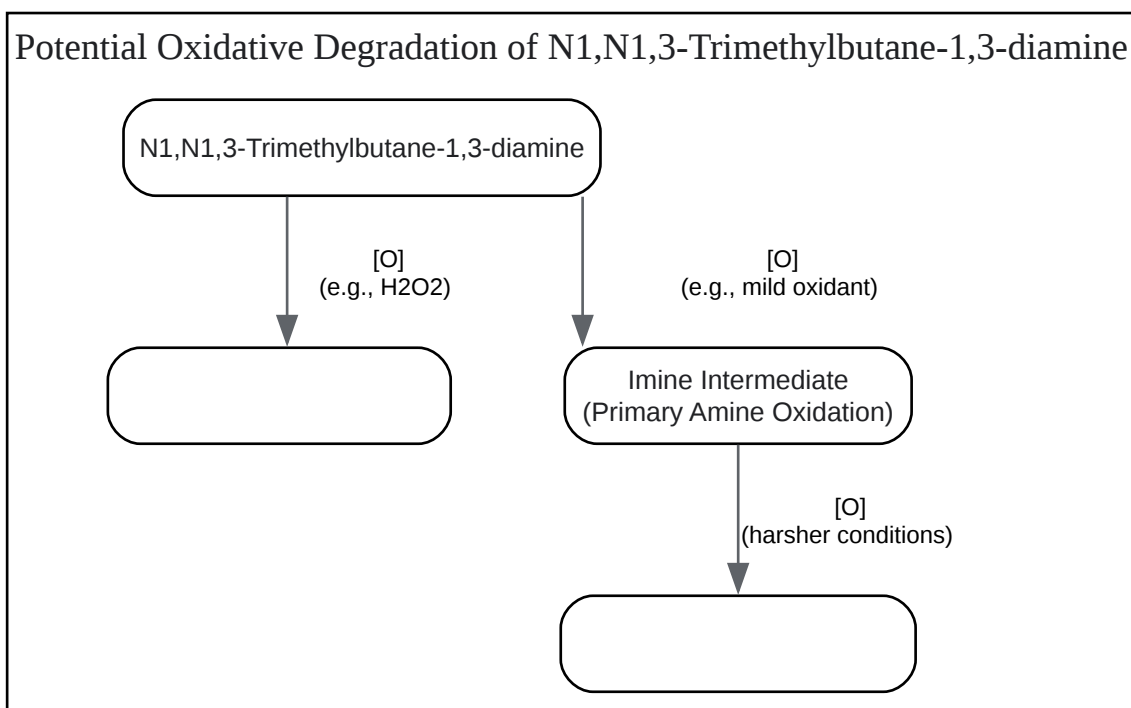 Potential Oxidative Degradation of N1,N1,3-Trimethylbutane-1,3-diamine
N1,N1,3-Trimethylbutane-1,3-diamine
[O]
(e.g., H2O2)
[O]
(e.g., mild oxidant)
Imine Intermediate
(Primary Amine Oxidation)
[O]
(harsher conditions)